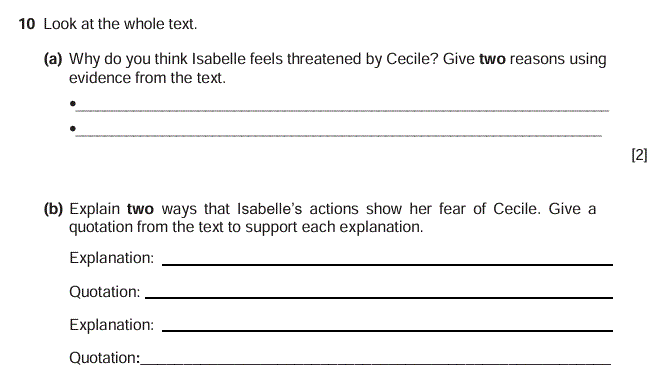 10 Look at the whole text.
(a) Why do you think Isabelle feels threatened by Cecile? Give two reasons using
evidence from the text.
•
•
[2]
(b) Explain two ways that Isabelle's actions show her fear of Cecile. Give a
quotation from the text to support each explanation.
Explanation:
Quotation:
Explanation:
Quotation: